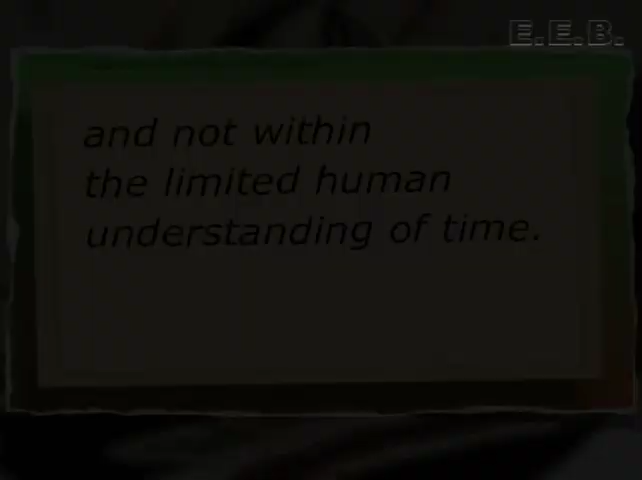 E.E.B.
and not within
the limited human
understanding of time.